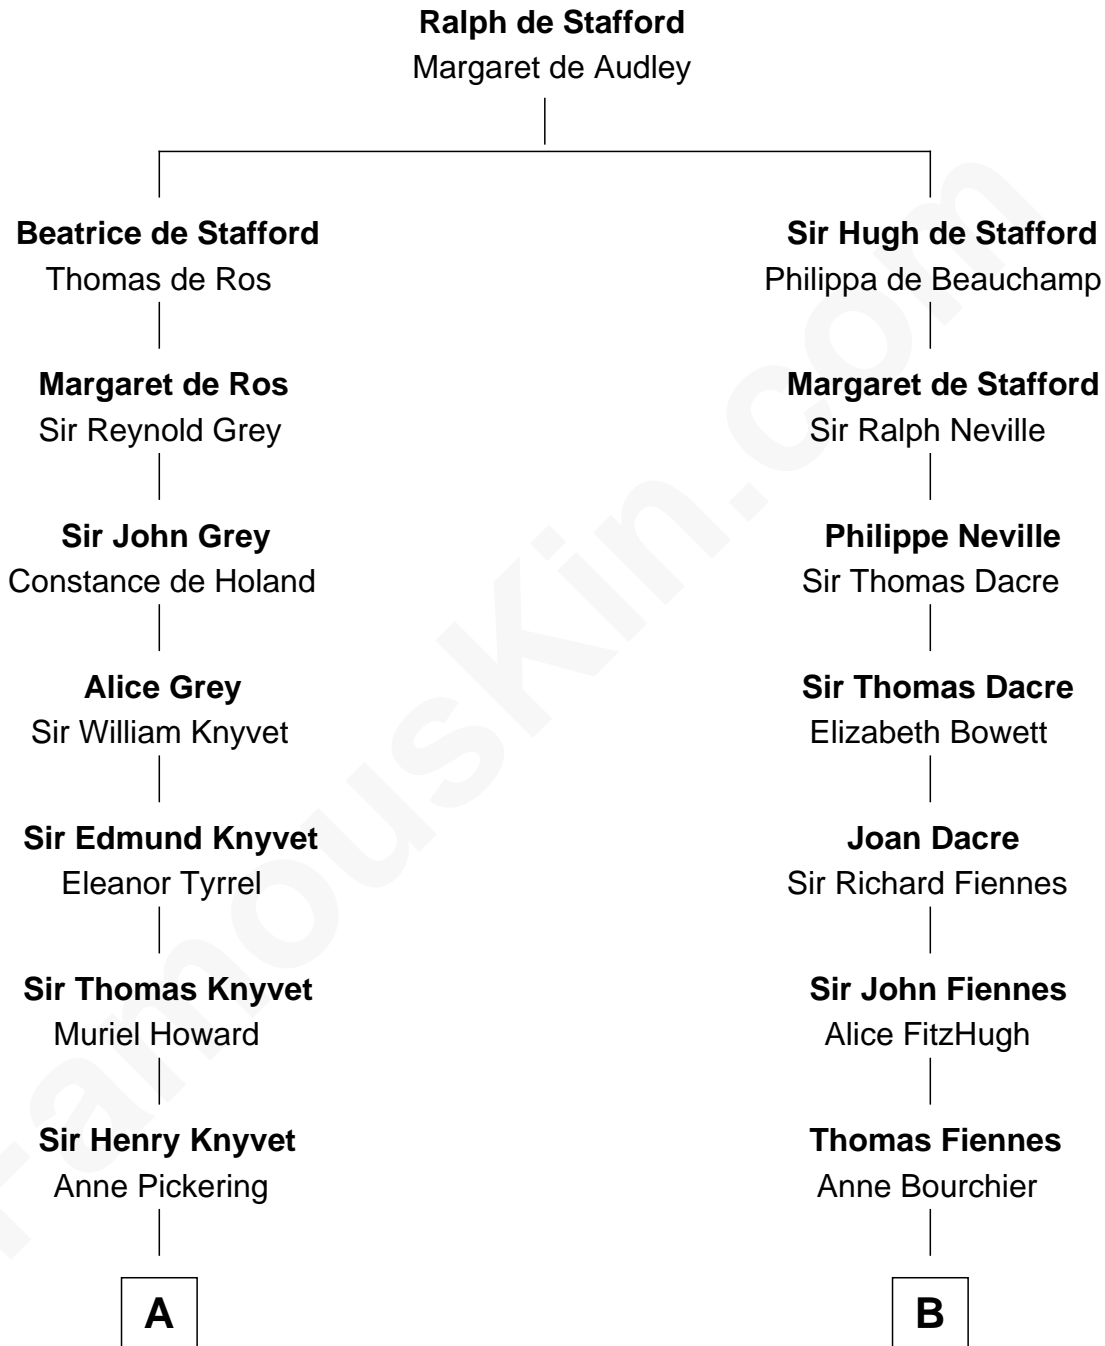 Ralph de Stafford
Margaret de Audley
Beatrice de Stafford
Thomas de Ros
Sir Hugh de Stafford
Philippa de Beauchamp
Margaret de Ros
Sir Reynold Grey
Margaret de Stafford
Sir Ralph Neville
Sir John Grey
Constance de Holand
Philippe Neville
Sir Thomas Dacre
Alice Grey
Sir William Knyvet
Sir Thomas Dacre
Elizabeth Bowett
Sir Edmund Knyvet
Eleanor Tyrrel
Joan Dacre
Sir Richard Fiennes
Sir Thomas Knyvet
Muriel Howard
Sir John Fiennes
Alice FitzHugh
Sir Henry Knyvet
Anne Pickering
Thomas Fiennes
Anne Bourchier
A
B
FamousKin.com